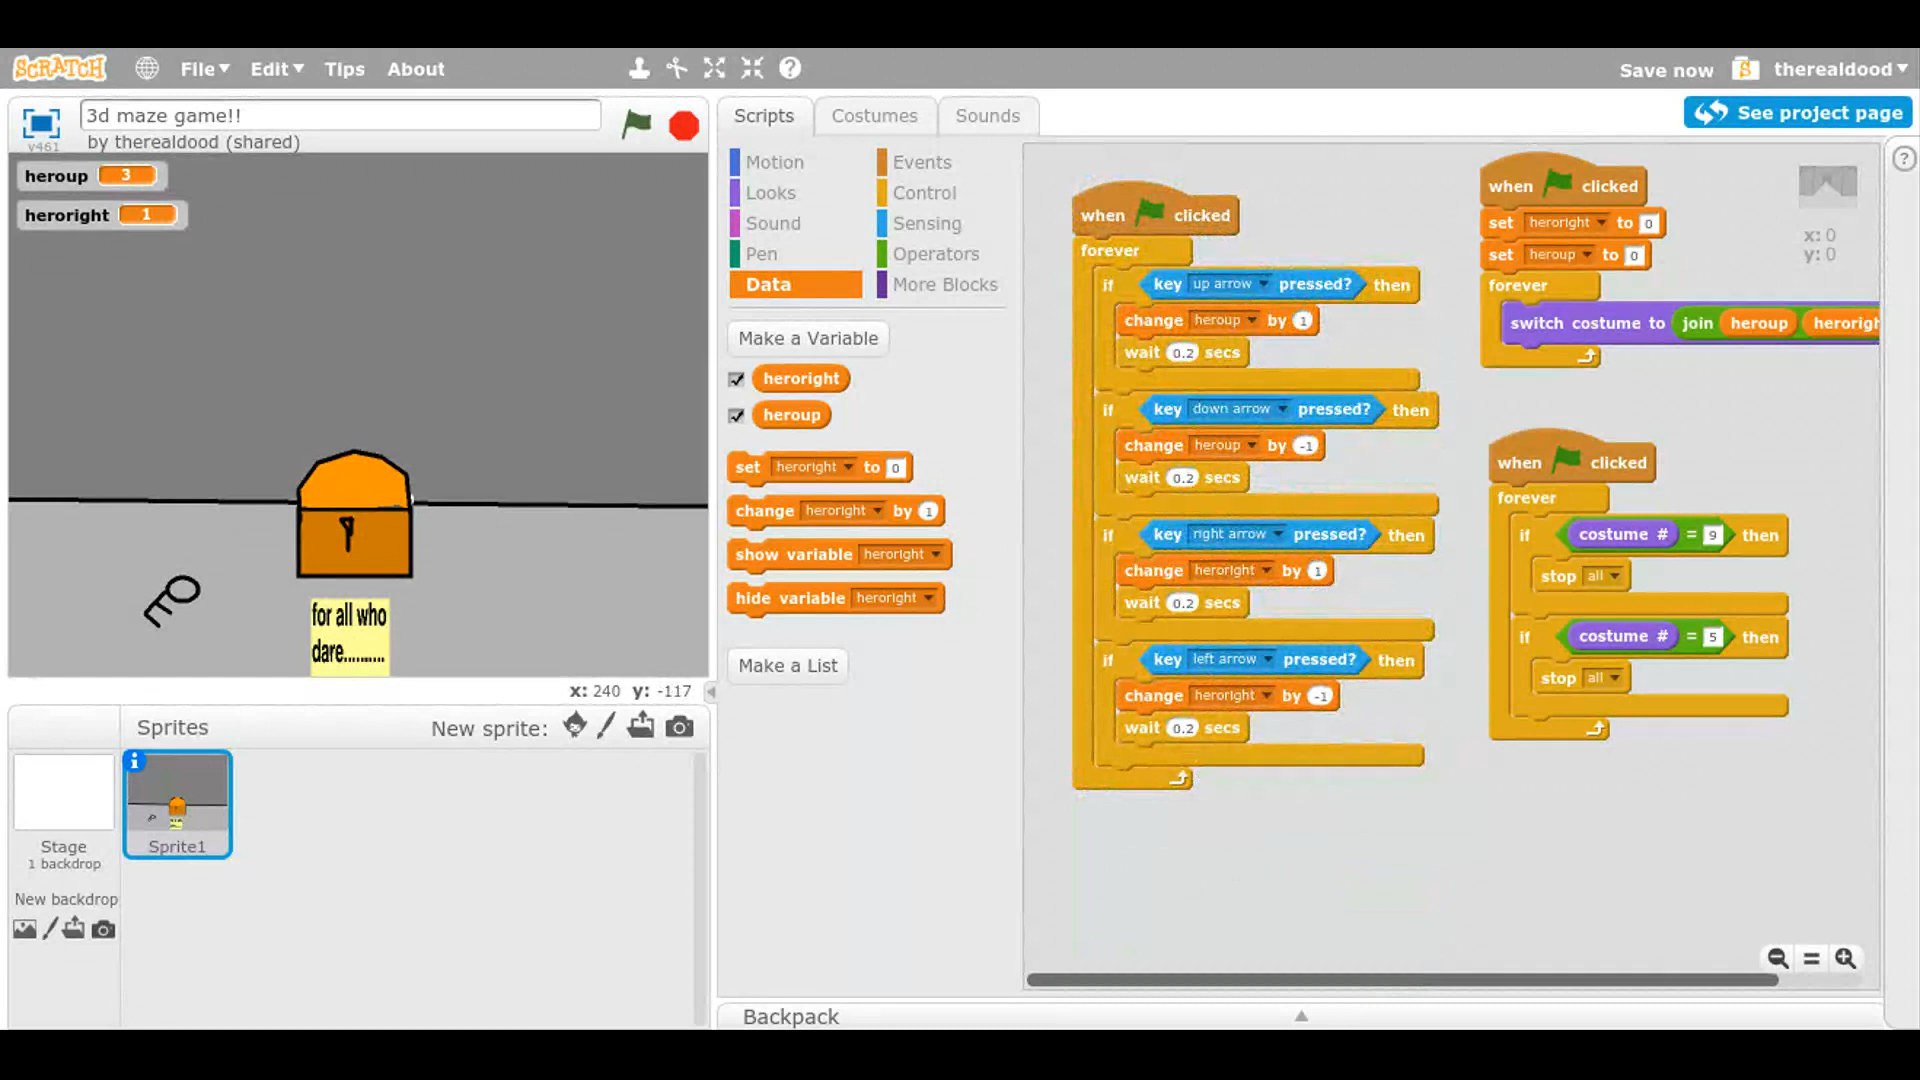 SCRATCH File Edit Tips About Save now S therealdood
3d maze game!!
by therealdood (shared)
v461
heroup 3
heroright 1
for all who
dare..........
x: 240 y: -117
Sprites New sprite:
Stage
1 backdrop
New backdrop
Sprite1
Scripts Costumes Sounds
See project page
Motion
Looks
Sound
Pen
Data
Events
Control
Sensing
Operators
More Blocks
Make a Variable
heroright
heroup
set heroright to 0
change heroright by 1
show variable heroright
hide variable heroright
Make a List
when clicked
forever
if key up arrow pressed? then
change heroup by 1
wait 0.2 secs
if key down arrow pressed? then
change heroup by -1
wait 0.2 secs
if key right arrow pressed? then
change heroright by 1
wait 0.2 secs
if key left arrow pressed? then
change heroright by -1
wait 0.2 secs
when clicked
set heroright to 0
set heroup to 0
forever
switch costume to join heroup
when clicked
forever
if costume # = 9 then
stop all
if costume # = 5 then
stop all
x: 0
y: 0
Backpack